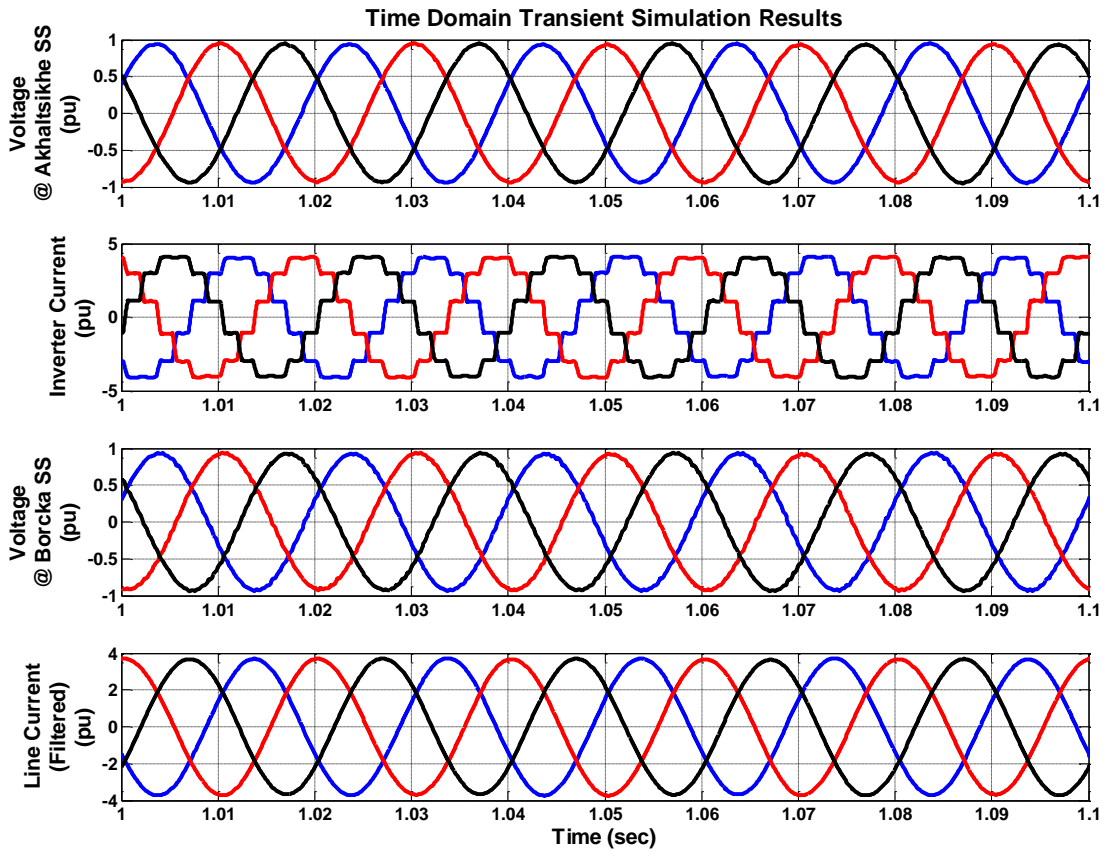 Time Domain Transient Simulation Results
Voltage
@ Akhaltsikhe SS
(pu)
1
0.5
0
-0.5
-1
1 1.01 1.02 1.03 1.04 1.05 1.06 1.07 1.08 1.09 1.1
Inverter Current
(pu)
5
0
-5
1 1.01 1.02 1.03 1.04 1.05 1.06 1.07 1.08 1.09 1.1
Voltage
@ Borcka SS
(pu)
1
0.5
0
-0.5
-1
1 1.01 1.02 1.03 1.04 1.05 1.06 1.07 1.08 1.09 1.1
Line Current
(Filtered)
(pu)
4
2
0
-2
-4
1 1.01 1.02 1.03 1.04 1.05 1.06 1.07 1.08 1.09 1.1
Time (sec)